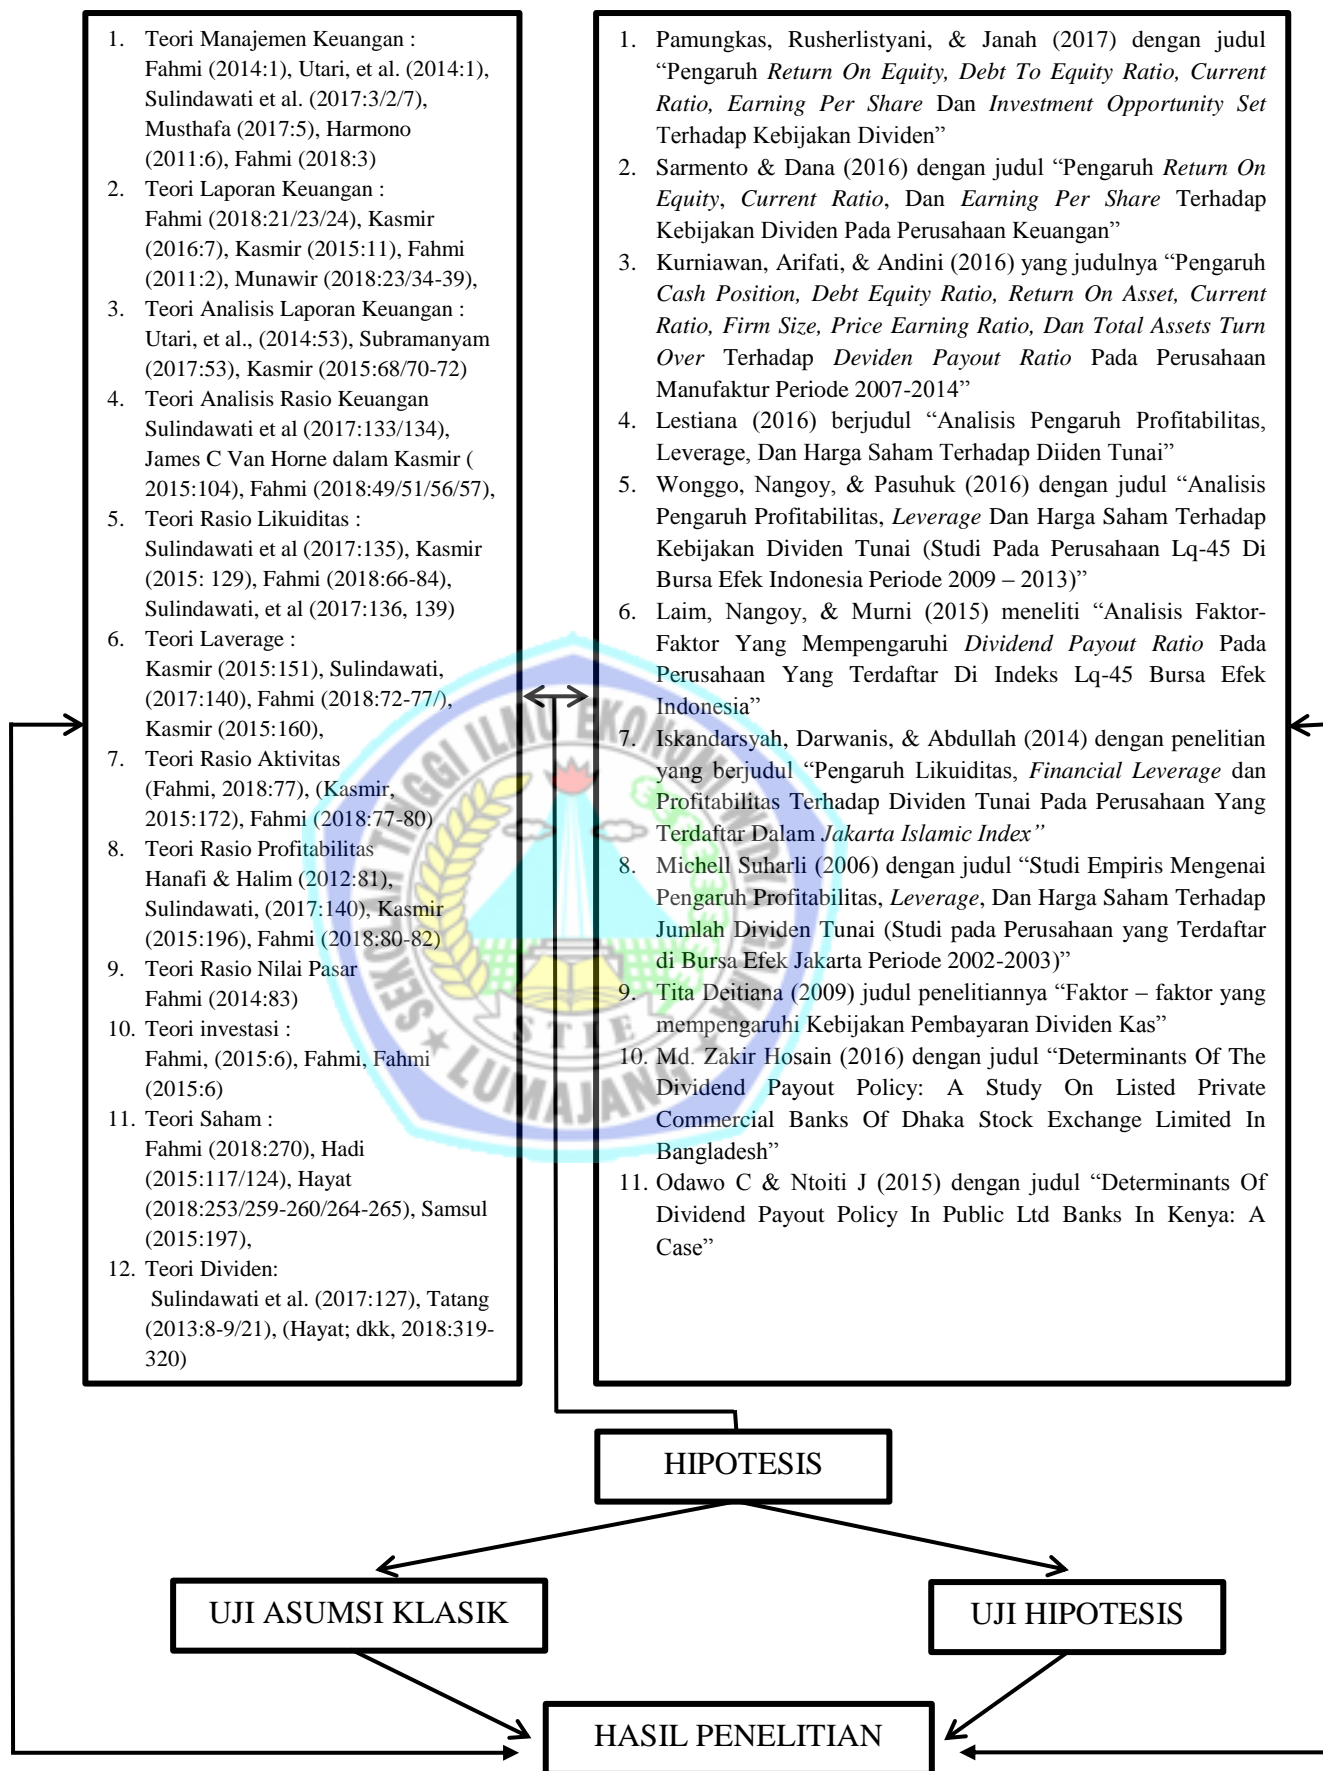 1. Teori Manajemen Keuangan :
Fahmi (2014:1), Utari, et al. (2014:1),
Sulindawati et al. (2017:3/2/7),
Musthafa (2017:5), Harmono
(2011:6), Fahmi (2018:3)
2. Teori Laporan Keuangan :
Fahmi (2018:21/23/24), Kasmir
(2016:7), Kasmir (2015:11), Fahmi
(2011:2), Munawir (2018:23/34-39),
3. Teori Analisis Laporan Keuangan :
Utari, et al., (2014:53), Subramanyam
(2017:53), Kasmir (2015:68/70-72)
4. Teori Analisis Rasio Keuangan
Sulindawati et al (2017:133/134),
James C Van Horne dalam Kasmir (
2015:104), Fahmi (2018:49/51/56/57),
5. Teori Rasio Likuiditas :
Sulindawati et al (2017:135), Kasmir
(2015: 129), Fahmi (2018:66-84),
Sulindawati, et al (2017:136, 139)
6. Teori Laverage :
Kasmir (2015:151), Sulindawati,
(2017:140), Fahmi (2018:72-77/),
Kasmir (2015:160),
7. Teori Rasio Aktivitas
(Fahmi, 2018:77), (Kasmir,
2015:172), Fahmi (2018:77-80)
8. Teori Rasio Profitabilitas
Hanafi & Halim (2012:81),
Sulindawati, (2017:140), Kasmir
(2015:196), Fahmi (2018:80-82)
9. Teori Rasio Nilai Pasar
Fahmi (2014:83)
10. Teori investasi :
Fahmi, (2015:6), Fahmi, Fahmi
(2015:6)
11. Teori Saham :
Fahmi (2018:270), Hadi
(2015:117/124), Hayat
(2018:253/259-260/264-265), Samsul
(2015:197),
12. Teori Dividen:
Sulindawati et al. (2017:127), Tatang
(2013:8-9/21), (Hayat; dkk, 2018:319-
320)
1. Pamungkas, Rusherlistyani, & Janah (2017) dengan judul
“Pengaruh Return On Equity, Debt To Equity Ratio, Current
Ratio, Earning Per Share Dan Investment Opportunity Set
Terhadap Kebijakan Dividen”
2. Sarmento & Dana (2016) dengan judul “Pengaruh Return On
Equity, Current Ratio, Dan Earning Per Share Terhadap
Kebijakan Dividen Pada Perusahaan Keuangan”
3. Kurniawan, Arifati, & Andini (2016) yang judulnya “Pengaruh
Cash Position, Debt Equity Ratio, Return On Asset, Current
Ratio, Firm Size, Price Earning Ratio, Dan Total Assets Turn
Over Terhadap Deviden Payout Ratio Pada Perusahaan
Manufaktur Periode 2007-2014”
4. Lestiana (2016) berjudul “Analisis Pengaruh Profitabilitas,
Leverage, Dan Harga Saham Terhadap Diiden Tunai”
5. Wonggo, Nangoy, & Pasuhuk (2016) dengan judul “Analisis
Pengaruh Profitabilitas, Leverage Dan Harga Saham Terhadap
Kebijakan Dividen Tunai (Studi Pada Perusahaan Lq-45 Di
Bursa Efek Indonesia Periode 2009 – 2013)”
6. Laim, Nangoy, & Murni (2015) meneliti “Analisis Faktor-
Faktor Yang Mempengaruhi Dividend Payout Ratio Pada
Perusahaan Yang Terdaftar Di Indeks Lq-45 Bursa Efek
Indonesia”
7. Iskandarsyah, Darwanis, & Abdullah (2014) dengan penelitian
yang berjudul “Pengaruh Likuiditas, Financial Leverage dan
Profitabilitas Terhadap Dividen Tunai Pada Perusahaan Yang
Terdaftar Dalam Jakarta Islamic Index”
8. Michell Suharli (2006) dengan judul “Studi Empiris Mengenai
Pengaruh Profitabilitas, Leverage, Dan Harga Saham Terhadap
Jumlah Dividen Tunai (Studi pada Perusahaan yang Terdaftar
di Bursa Efek Jakarta Periode 2002-2003)”
9. Tita Deitiana (2009) judul penelitiannya “Faktor – faktor yang
mempengaruhi Kebijakan Pembayaran Dividen Kas”
10. Md. Zakir Hosain (2016) dengan judul “Determinants Of The
Dividend Payout Policy: A Study On Listed Private
Commercial Banks Of Dhaka Stock Exchange Limited In
Bangladesh”
11. Odawo C & Ntoiti J (2015) dengan judul “Determinants Of
Dividend Payout Policy In Public Ltd Banks In Kenya: A
Case”
SEKOLAH TINGGI ILMU EKONOMI WIDYA GAMA
STIE
LUMAJANG
HIPOTESIS
UJI ASUMSI KLASIK
UJI HIPOTESIS
HASIL PENELITIAN